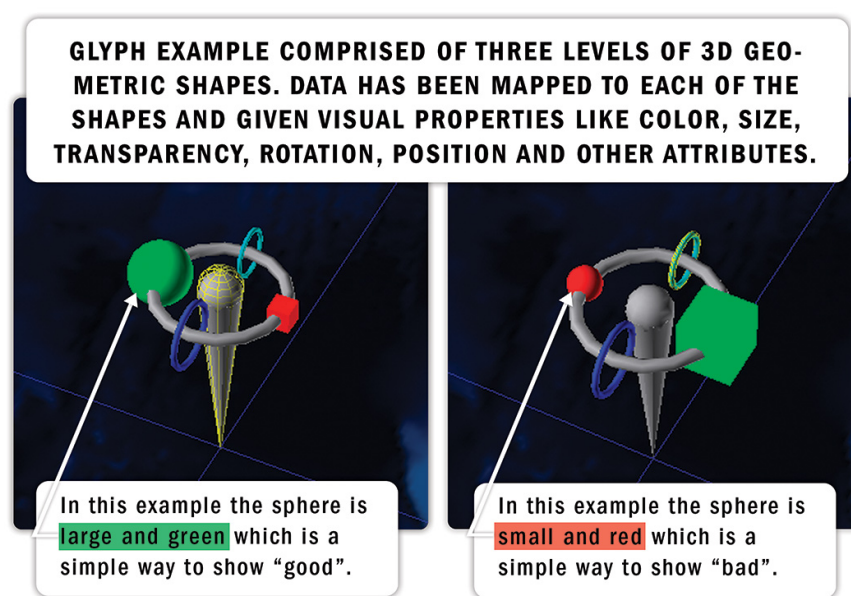 GLYPH EXAMPLE COMPRISED OF THREE LEVELS OF 3D GEO-
METRIC SHAPES. DATA HAS BEEN MAPPED TO EACH OF THE
SHAPES AND GIVEN VISUAL PROPERTIES LIKE COLOR, SIZE,
TRANSPARENCY, ROTATION, POSITION AND OTHER ATTRIBUTES.
In this example the sphere is
large and green which is a
simple way to show “good”.
In this example the sphere is
small and red which is a
simple way to show “bad”.